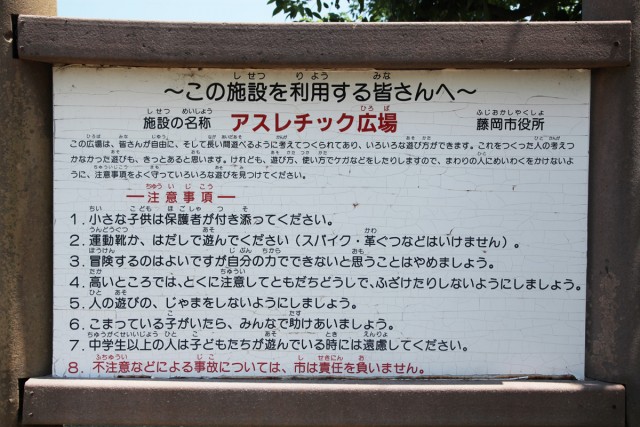 ～この施設を利用する皆さんへ～
施設の名称 アスレチック広場 藤岡市役所
この広場は、皆さんが自由に、そして長い間遊べるように考えてつくられてあり、いろいろな遊び方ができます。これをつくった人の考えつ
かなかった遊びも、きっとあると思います。けれども、遊び方、使い方でケガなどをしたりしますので、まわりの人にめいわくをかけないよ
うに、注意事項をよく守っていろいろな遊びを見つけてください。
―注意事項―
1. 小さな子供は保護者が付き添ってください。
2. 運動靴か、はだしで遊んでください（スパイク・革ぐつなどはいけません）。
3. 冒険するのはよいですが自分の力でできないと思うことはやめましょう。
4. 高いところでは、とくに注意してともだちどうしで、ふざけたりしないようにしましょう。
5. 人の遊びの、じゃまをしないようにしましょう。
6. こまっている子がいたら、みんなで助けあいましょう。
7. 中学生以上の人は子どもたちが遊んでいる時には遠慮してください。
8. 不注意などによる事故については、市は責任を負いません。